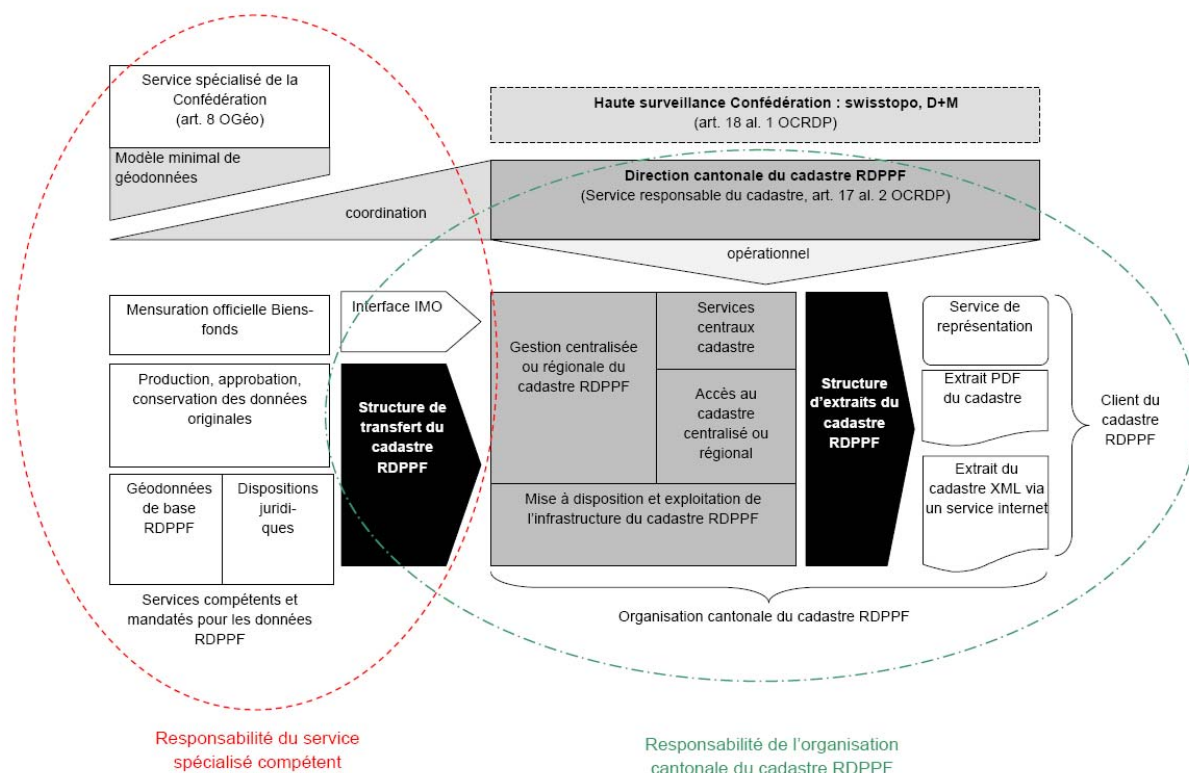 Service spécialisé de la
Confédération
(art. 8 OGéo)
Modèle minimal de
géodonnées
Haute surveillance Confédération : swisstopo, D+M
(art. 18 al. 1 OCRDP)
Direction cantonale du cadastre RDPPF
(Service responsable du cadastre, art. 17 al. 2 OCRDP)
coordination
opérationnel
Mensuration officielle Biens-
fonds
Interface IMO
Production, approbation,
conservation des données
originales
Géodonnées
de base
RDPPF
Dispositions
juridi-
ques
Services compétents et
mandatés pour les données
RDPPF
Structure de
transfert du
cadastre
RDPPF
Gestion centralisée
ou régionale du
cadastre RDPPF
Services
centraux
cadastre
Accès au
cadastre
centralisé ou
régional
Mise à disposition et exploitation de
l'infrastructure du cadastre RDPPF
Structure
d'extraits du
cadastre
RDPPF
Service de
représentation
Extrait PDF
du cadastre
Extrait du
cadastre XML via
un service internet
Client du
cadastre
RDPPF
Organisation cantonale du cadastre RDPPF
Responsabilité du service
spécialisé compétent
Responsabilité de l'organisation
cantonale du cadastre RDPPF